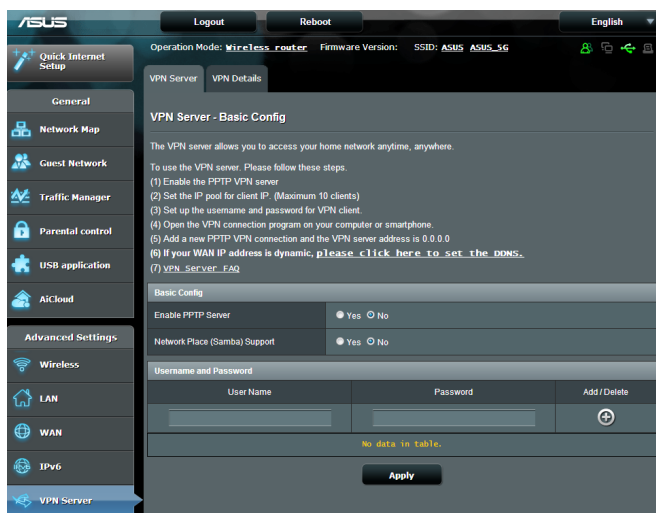 ASUS
Logout
Reboot
English
Quick Internet
Setup
Operation Mode: Wireless router Firmware Version: SSID: ASUS ASUS_5G
VPN Server
VPN Details
General
Network Map
Guest Network
Traffic Manager
Parental control
USB application
AiCloud
Advanced Settings
Wireless
LAN
WAN
IPv6
VPN Server
VPN Server - Basic Config
The VPN server allows you to access your home network anytime, anywhere.
To use the VPN server. Please follow these steps.
(1) Enable the PPTP VPN server
(2) Set the IP pool for client IP. (Maximum 10 clients)
(3) Set up the username and password for VPN client.
(4) Open the VPN connection program on your computer or smartphone.
(5) Add a new PPTP VPN connection and the VPN server address is 0.0.0.0
(6) If your WAN IP address is dynamic, please click here to set the DDNS.
(7) VPN Server FAQ
Basic Config
Enable PPTP Server Yes No
Network Place (Samba) Support Yes No
Username and Password
User Name Password Add / Delete
No data in table.
Apply